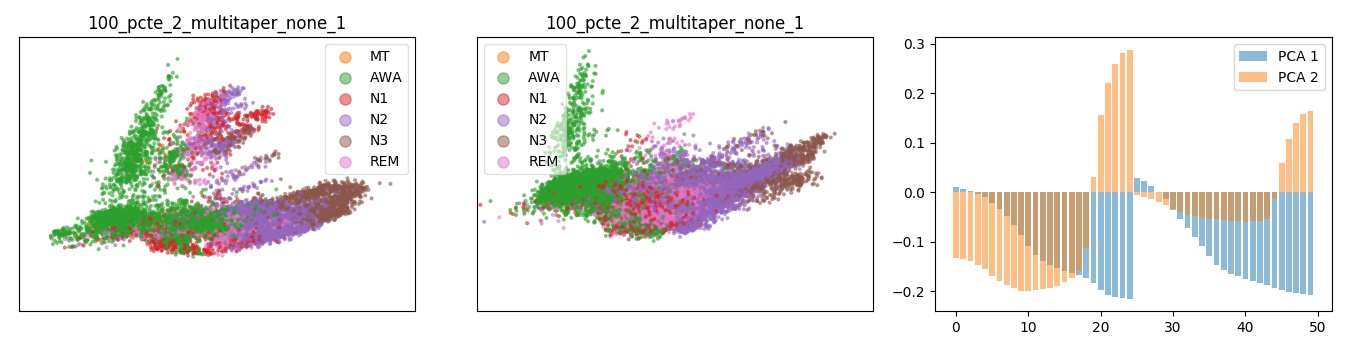 100_pcte_2_multitaper_none_1
MT
AWA
N1
N2
N3
REM
100_pcte_2_multitaper_none_1
MT
AWA
N1
N2
N3
REM
PCA 1
PCA 2
0.3
0.2
0.1
0.0
−0.1
−0.2
0 10 20 30 40 50